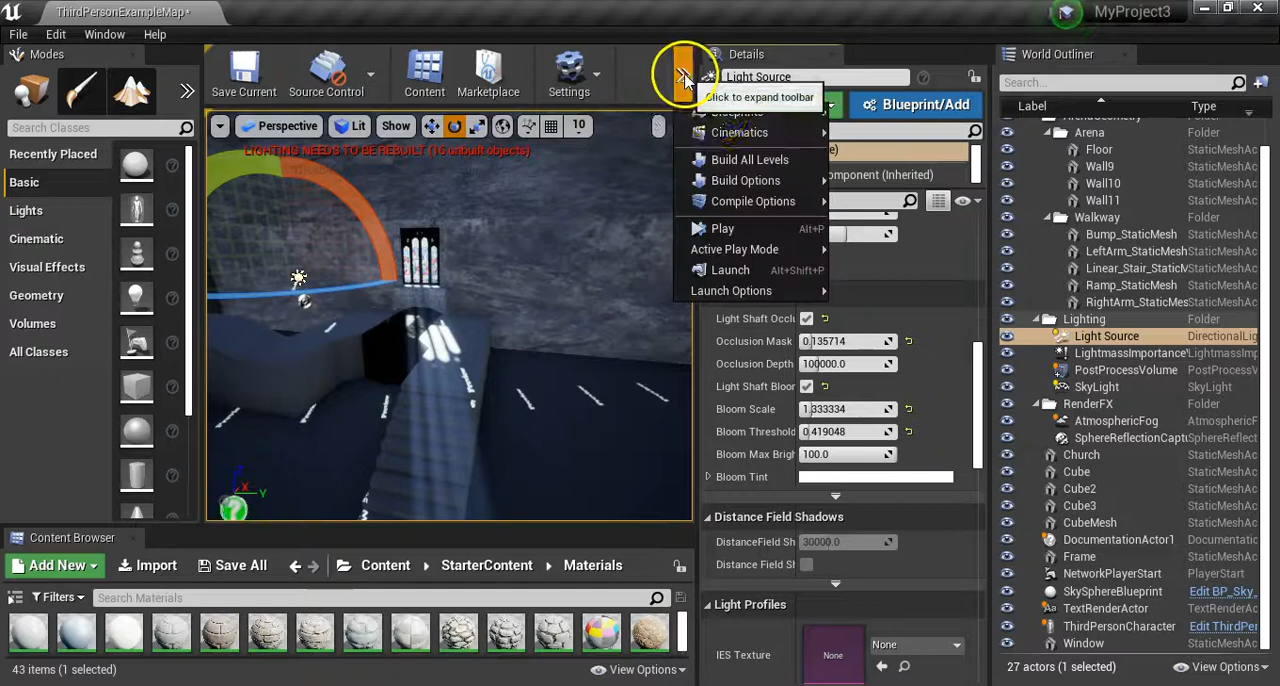 ThirdPersonExampleMap*
MyProject3
File Edit Window Help
Modes
Search Classes
Recently Placed
Basic
Lights
Cinematic
Visual Effects
Geometry
Volumes
All Classes
Save Current
Source Control
Content
Marketplace
Settings
Perspective
Lit
Show
10
LIGHTING NEEDS TO BE REBUILT (16 unbuilt objects)
X
Y
Z
Click to expand toolbar
Blueprints
Cinematics
Build All Levels
Build Options
Compile Options
Play Alt+P
Active Play Mode
Launch Alt+Shift+P
Launch Options
Details
Light Source
Blueprint/Add
omponent (Inherited)
Light Shaft Occlu
Occlusion Mask 0.135714
Occlusion Depth 100000.0
Light Shaft Bloor
Bloom Scale 1.333334
Bloom Threshold 0.419048
Bloom Max Brigh 100.0
Bloom Tint
Distance Field Shadows
DistanceField Sh 30000.0
Distance Field Sh
Light Profiles
IES Texture
None
None
World Outliner
Search...
Label Type
Arena Folder
Floor StaticMeshAc
Wall9 StaticMeshAc
Wall10 StaticMeshAc
Wall11 StaticMeshAc
Walkway Folder
Bump_StaticMesh StaticMeshAc
LeftArm_StaticMe StaticMeshAc
Linear_Stair_StaticM StaticMeshAc
Ramp_StaticMesh StaticMeshAc
RightArm_StaticMes StaticMeshAc
Lighting Folder
Light Source DirectionalLig
LightmassImportance LightmassImp
PostProcessVolume PostProcessV
SkyLight SkyLight
RenderFX Folder
AtmosphericFog AtmosphericF
SphereReflectionCaptu SphereReflec
Church StaticMeshAc
Cube StaticMeshAc
Cube2 StaticMeshAc
Cube3 StaticMeshAc
CubeMesh StaticMeshAc
DocumentationActor1 Documentatio
Frame StaticMeshAc
NetworkPlayerStart PlayerStart
SkySphereBlueprint Edit BP_Sky_
TextRenderActor TextRenderAc
ThirdPersonCharacter Edit ThirdPer
Window StaticMeshAc
27 actors (1 selected)
View Options
Content Browser
Add New
Import
Save All
Content
StarterContent
Materials
Filters
Search Materials
43 items (1 selected)
View Options